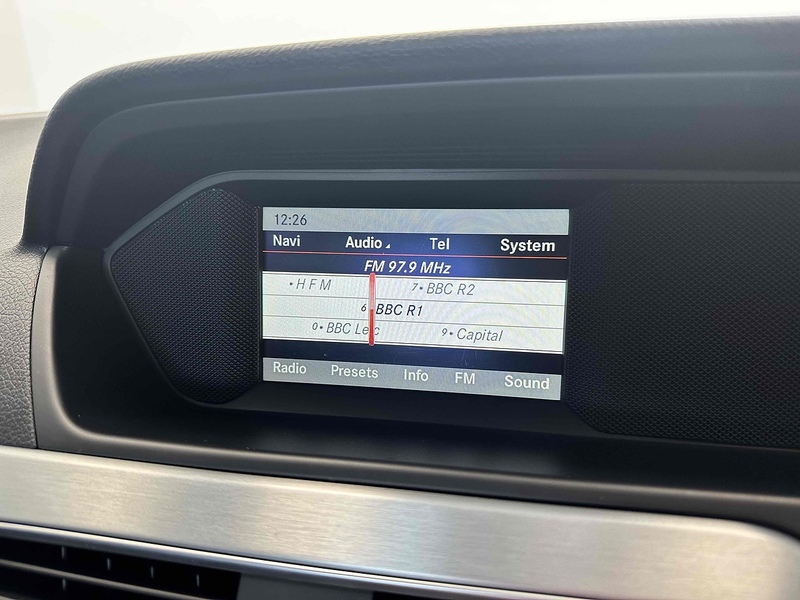 12:26
Navi Audio Tel System
FM 97.9 MHz
• H F M 7• BBC R2
6 BBC R1
0• BBC Leic 9• Capital
Radio Presets Info FM Sound